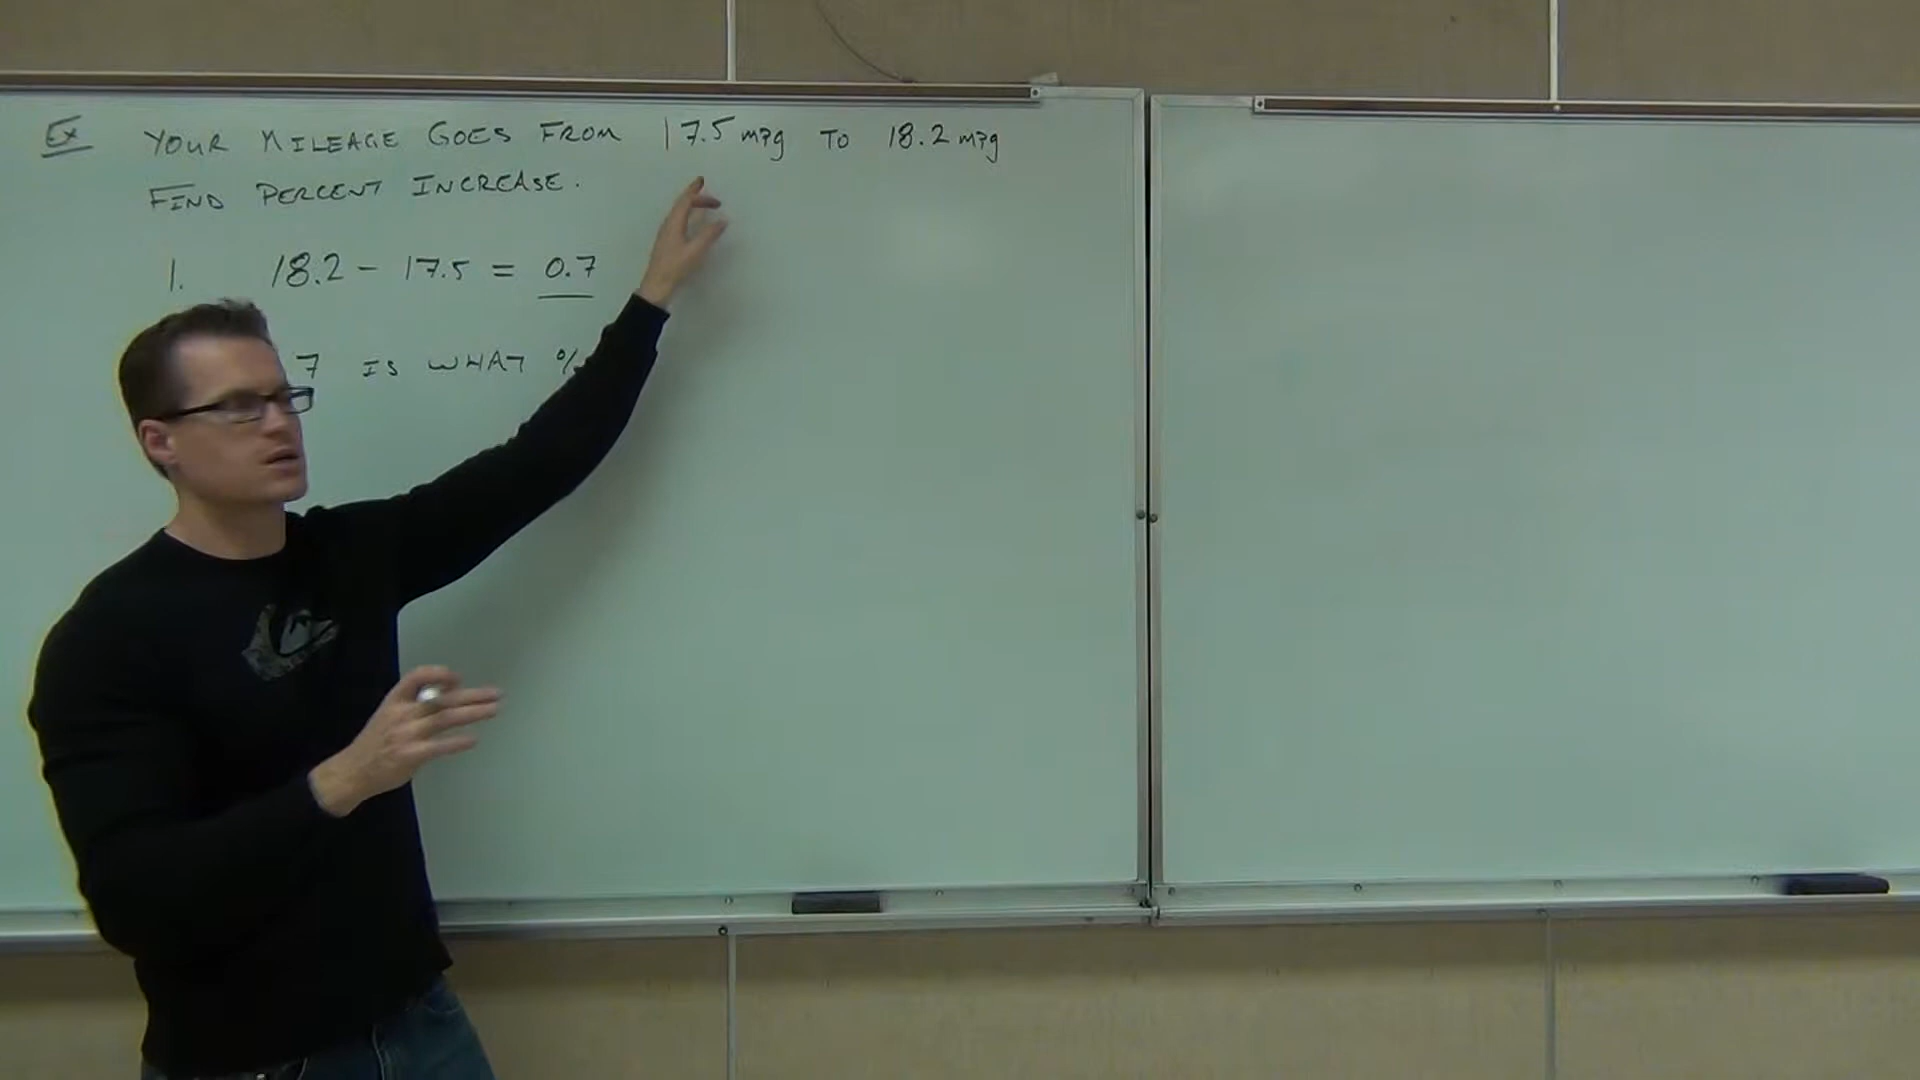 Ex YOUR MILEAGE GOES FROM 17.5 mpg TO 18.2 mpg
FIND PERCENT INCREASE.
1. 18.2 - 17.5 = 0.7
7 IS WHAT %